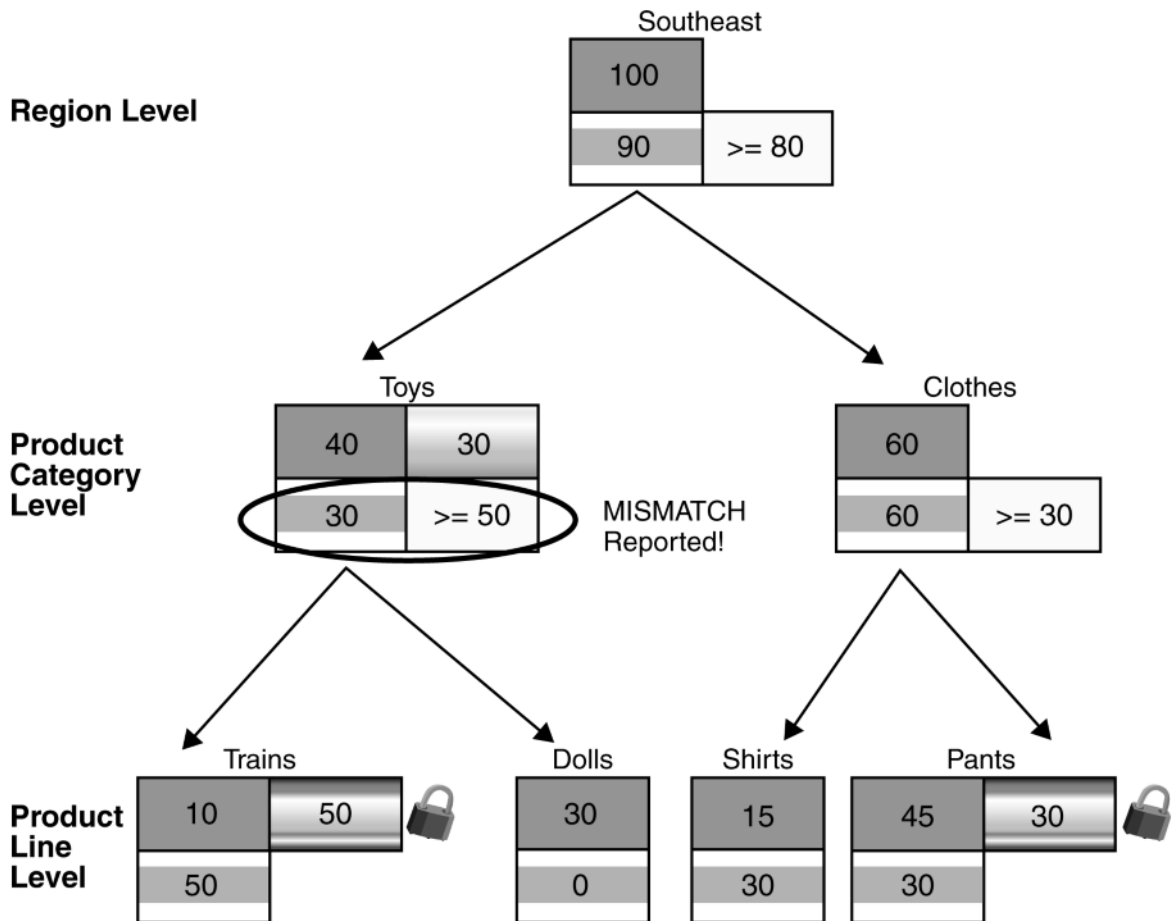 Southeast
100
Region Level
90
>= 80
Toys
Clothes
40
30
60
Product
Category
Level
30
>= 50
MISMATCH
Reported!
60
>= 30
Trains
Dolls
Shirts
Pants
Product
Line
Level
10
50
30
15
45
30
50
0
30
30